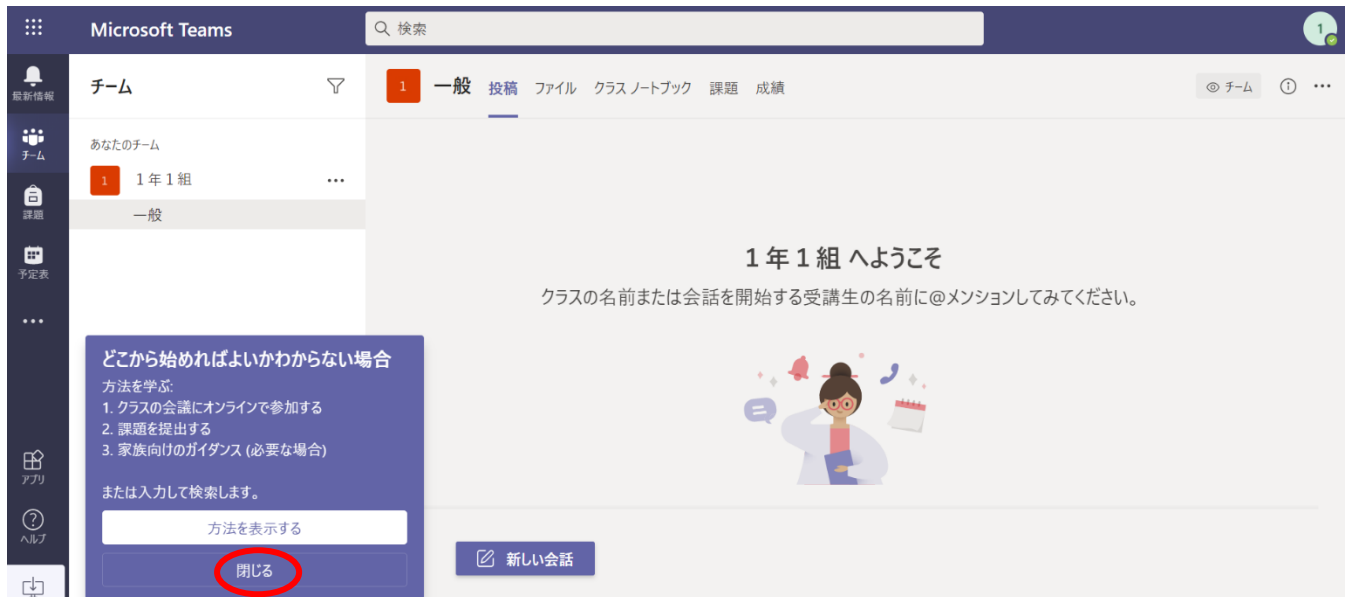 Microsoft Teams
検索
1
最新情報
チーム
課題
予定表
アプリ
ヘルプ
チーム
あなたのチーム
1 1年1組
一般
1 一般 投稿 ファイル クラス ノートブック 課題 成績
チーム
1年1組 へようこそ
クラスの名前または会話を開始する受講生の名前に@メンションしてみてください。
どこから始めればよいかわからない場合
方法を学ぶ:
1. クラスの会議にオンラインで参加する
2. 課題を提出する
3. 家族向けのガイダンス (必要な場合)
または入力して検索します。
方法を表示する
閉じる
新しい会話